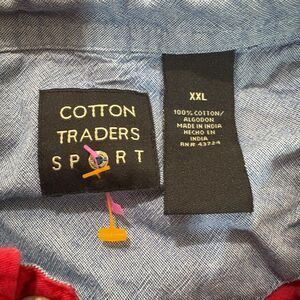 COTTON
TRADERS
SPORT
XXL
100% COTTON/
ALGODON
MADE IN INDIA
HECHO EN
INDIA
RN# 43724